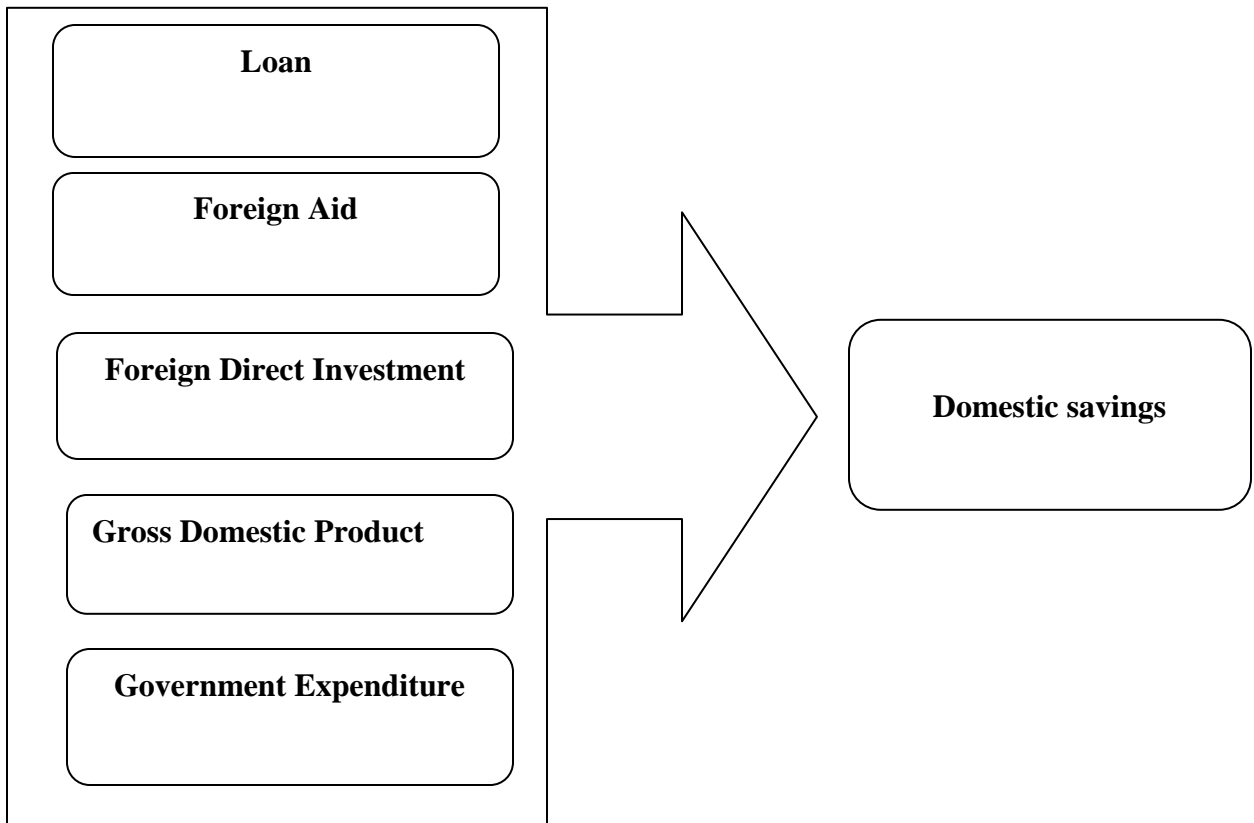 Loan
Foreign Aid
Foreign Direct Investment
Domestic savings
Gross Domestic Product
Government Expenditure